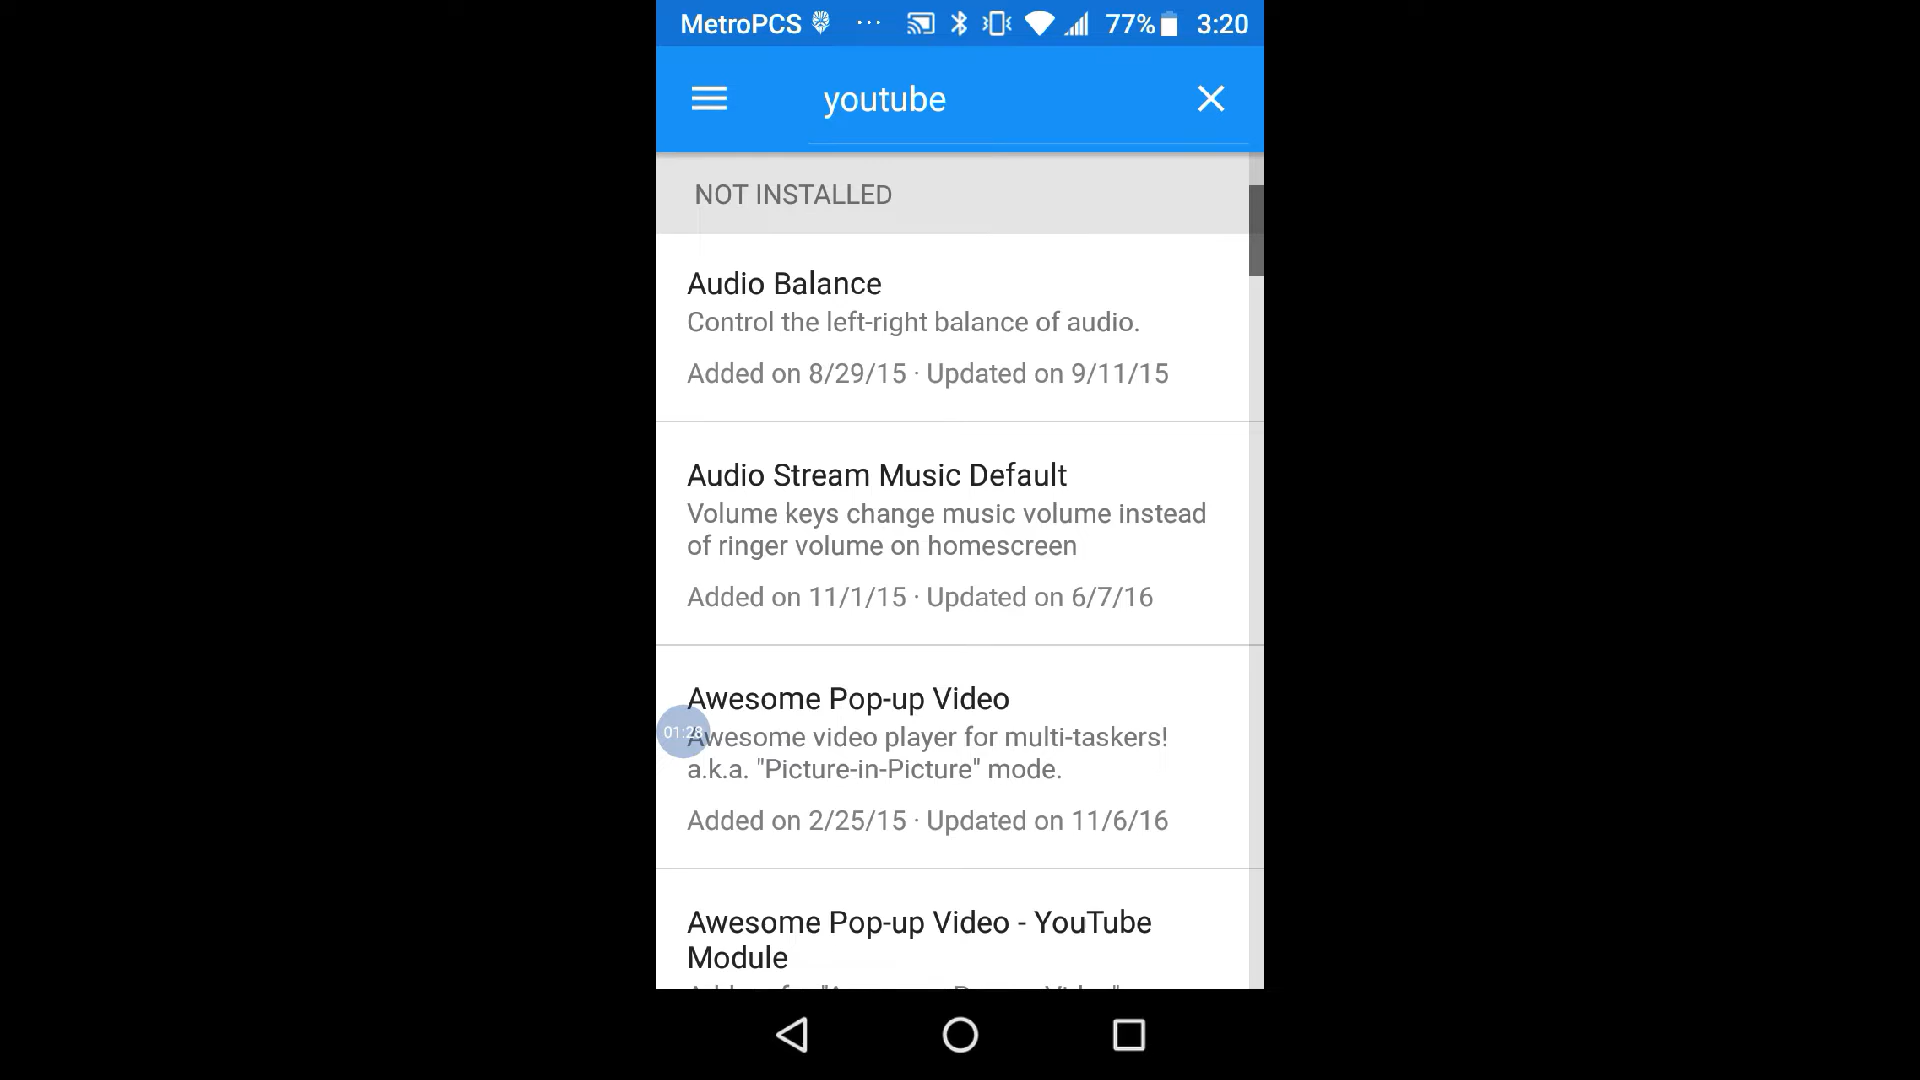 MetroPCS ... 77% 3:20
youtube
NOT INSTALLED
Audio Balance
Control the left-right balance of audio.
Added on 8/29/15 · Updated on 9/11/15
Audio Stream Music Default
Volume keys change music volume instead
of ringer volume on homescreen
Added on 11/1/15 · Updated on 6/7/16
Awesome Pop-up Video
01:28
Awesome video player for multi-taskers!
a.k.a. "Picture-in-Picture" mode.
Added on 2/25/15 · Updated on 11/6/16
Awesome Pop-up Video - YouTube
Module